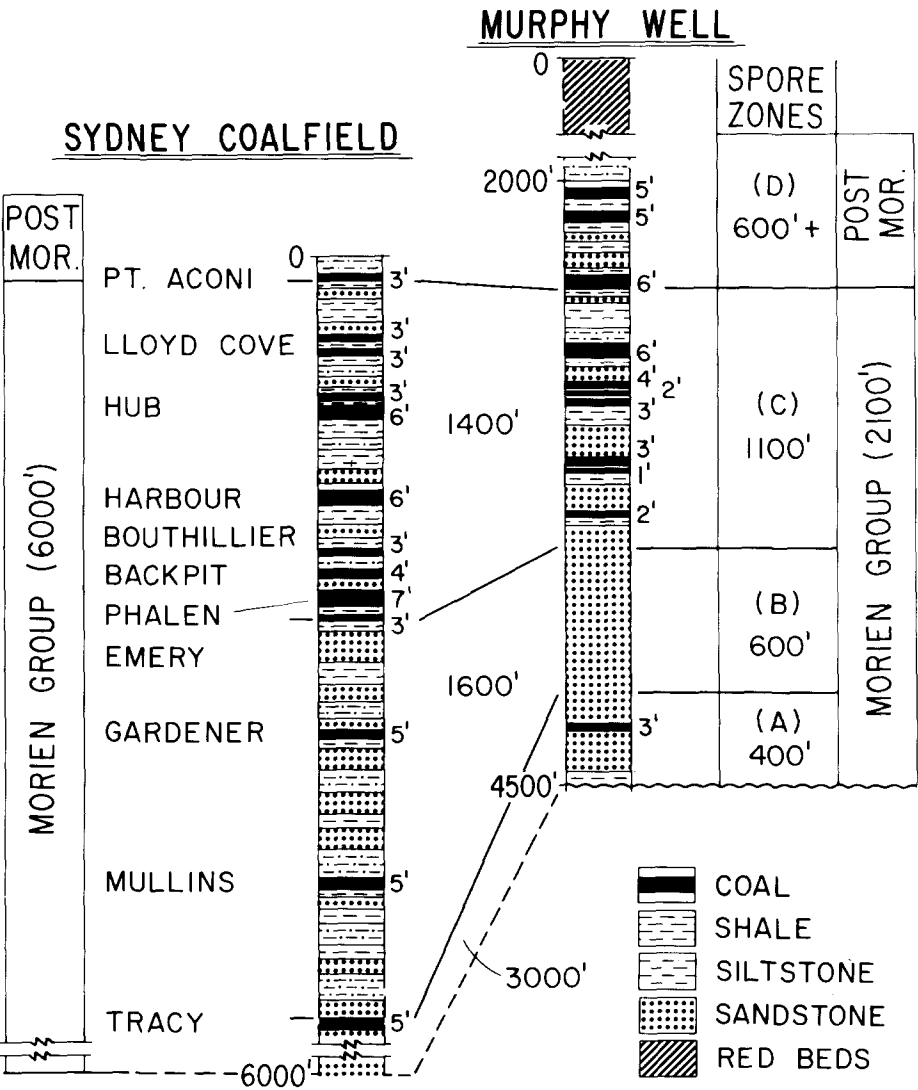 MURPHY WELL
SYDNEY COALFIELD
SPORE
ZONES
0
2000'
5'
5'
6'
6'
4'
2'
3'
3'
1'
2'
3'
4500'
(D)
600'+
(C)
1100'
(B)
600'
(A)
400'
POST
MOR.
MORIEN GROUP (2100')
POST
MOR.
MORIEN GROUP (6000')
0
PT. ACONI
3'
3'
LLOYD COVE
3'
3'
HUB
6'
HARBOUR
6'
BOUTHILLIER
3'
BACKPIT
4'
PHALEN
7'
3'
EMERY
GARDENER
5'
MULLINS
5'
TRACY
5'
6000'
1400'
1600'
3000'
COAL
SHALE
SILTSTONE
SANDSTONE
RED BEDS